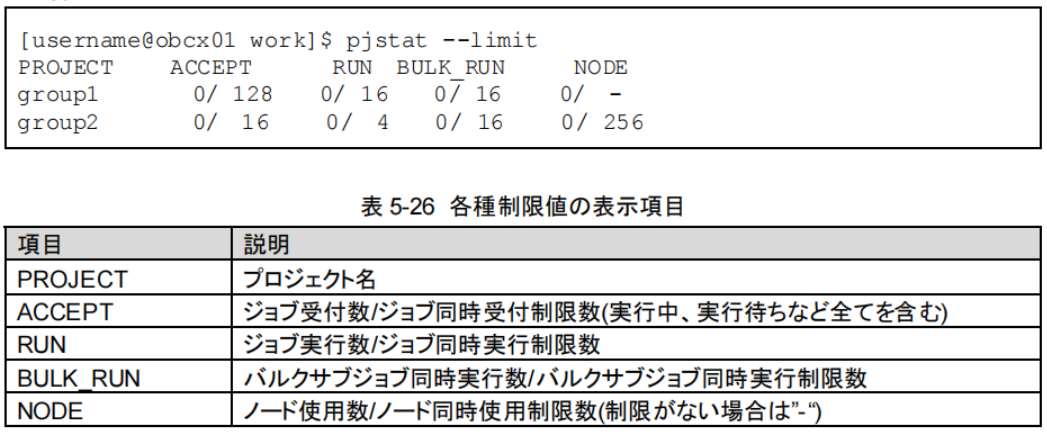 [username@obcx01 work]$ pjstat --limit
PROJECT ACCEPT RUN BULK_RUN NODE
group1 0/ 128 0/ 16 0/ 16 0/ -
group2 0/ 16 0/ 4 0/ 16 0/ 256
表 5-26 各種制限値の表示項目
項目 説明
PROJECT プロジェクト名
ACCEPT ジョブ受付数/ジョブ同時受付制限数(実行中、実行待ちなど全てを含む)
RUN ジョブ実行数/ジョブ同時実行制限数
BULK_RUN バルクサブジョブ同時実行数/バルクサブジョブ同時実行制限数
NODE ノード使用数/ノード同時使用制限数(制限がない場合は”-“)